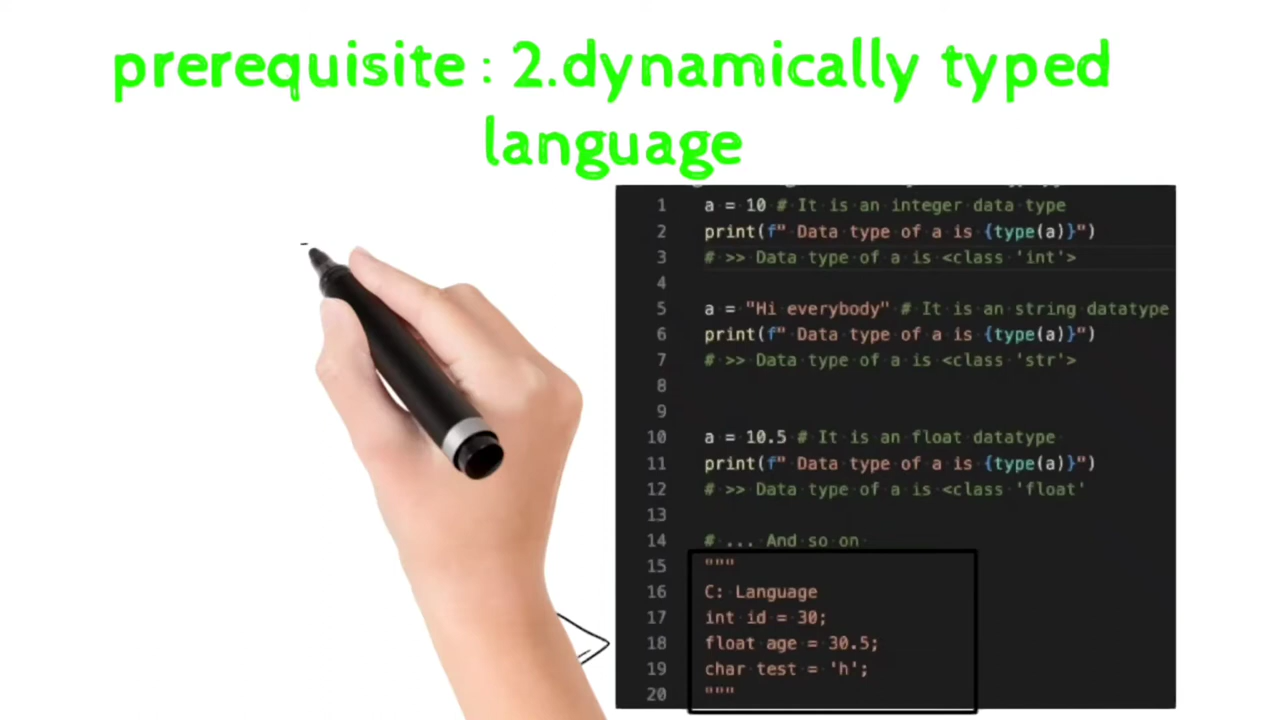 prerequisite : 2.dynamically typed
language
1 a = 10 # It is an integer data type
2 print(f" Data type of a is {type(a)}")
3 # >> Data type of a is <class 'int'>
4
5 a = "Hi everybody" # It is an string datatype
6 print(f" Data type of a is {type(a)}")
7 # >> Data type of a is <class 'str'>
8
9
10 a = 10.5 # It is an float datatype
11 print(f" Data type of a is {type(a)}")
12 # >> Data type of a is <class 'float'
13
14 # ... And so on
15 """
16 C: Language
17 int id = 30;
18 float age = 30.5;
19 char test = 'h';
20 """